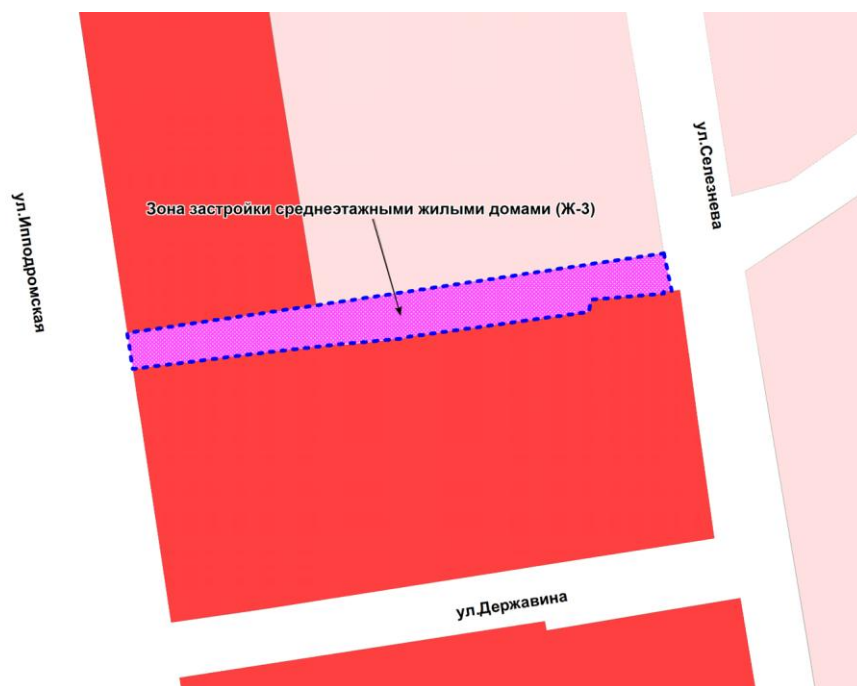 ул.Селезнева
Зона застройки среднеэтажными жилыми домами (Ж-3)
ул.Ипподромская
ул.Державина